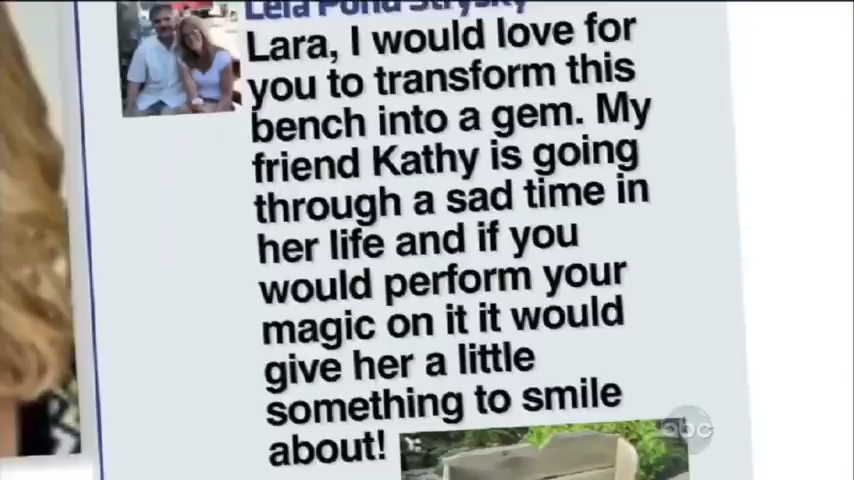 Lara, I would love for
you to transform this
bench into a gem. My
friend Kathy is going
through a sad time in
her life and if you
would perform your
magic on it it would
give her a little
something to smile
about!
abc